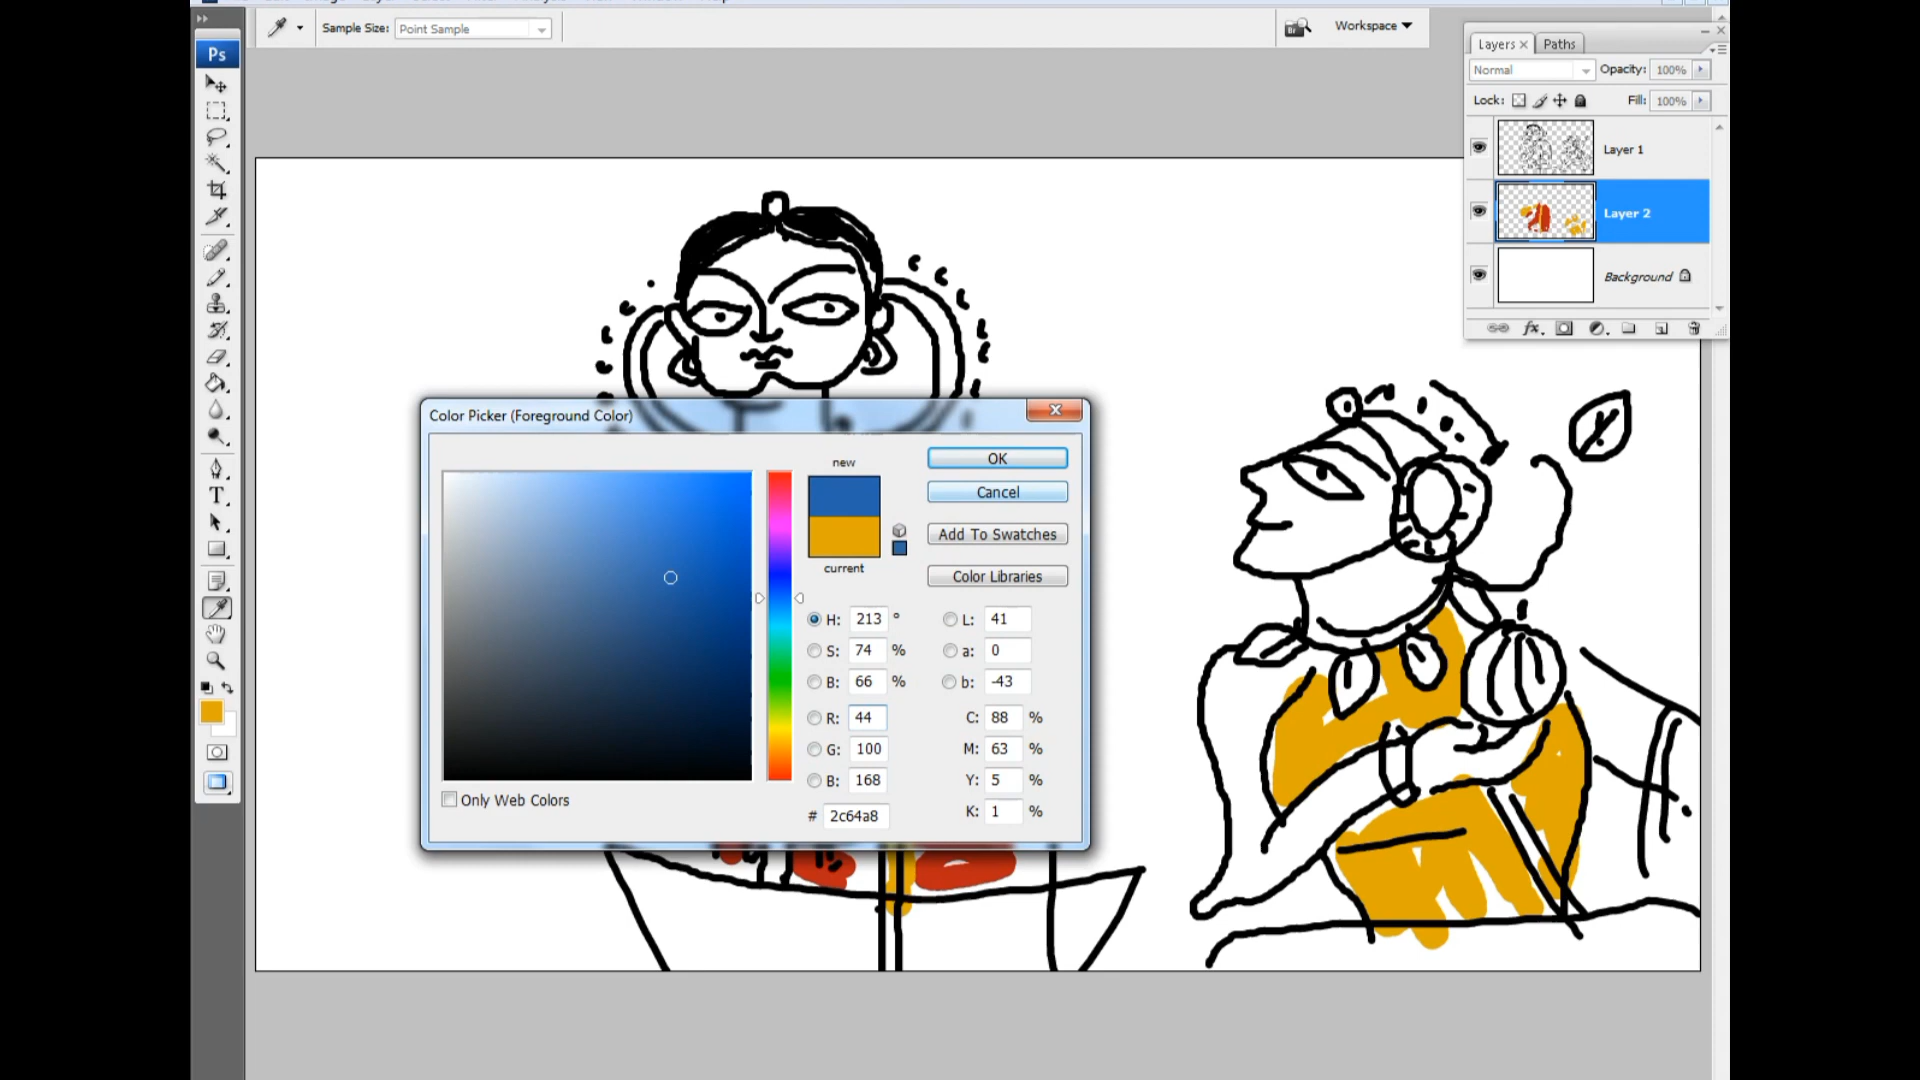 Sample Size: Point Sample
Workspace
Ps
T
Layers × Paths
Normal Opacity: 100%
Lock: Fill: 100%
Layer 1
Layer 2
Background
fx
Color Picker (Foreground Color)
new
current
OK
Cancel
Add To Swatches
Color Libraries
H: 213 °
S: 74 %
B: 66 %
R: 44
G: 100
B: 168
# 2c64a8
L: 41
a: 0
b: -43
C: 88 %
M: 63 %
Y: 5 %
K: 1 %
Only Web Colors